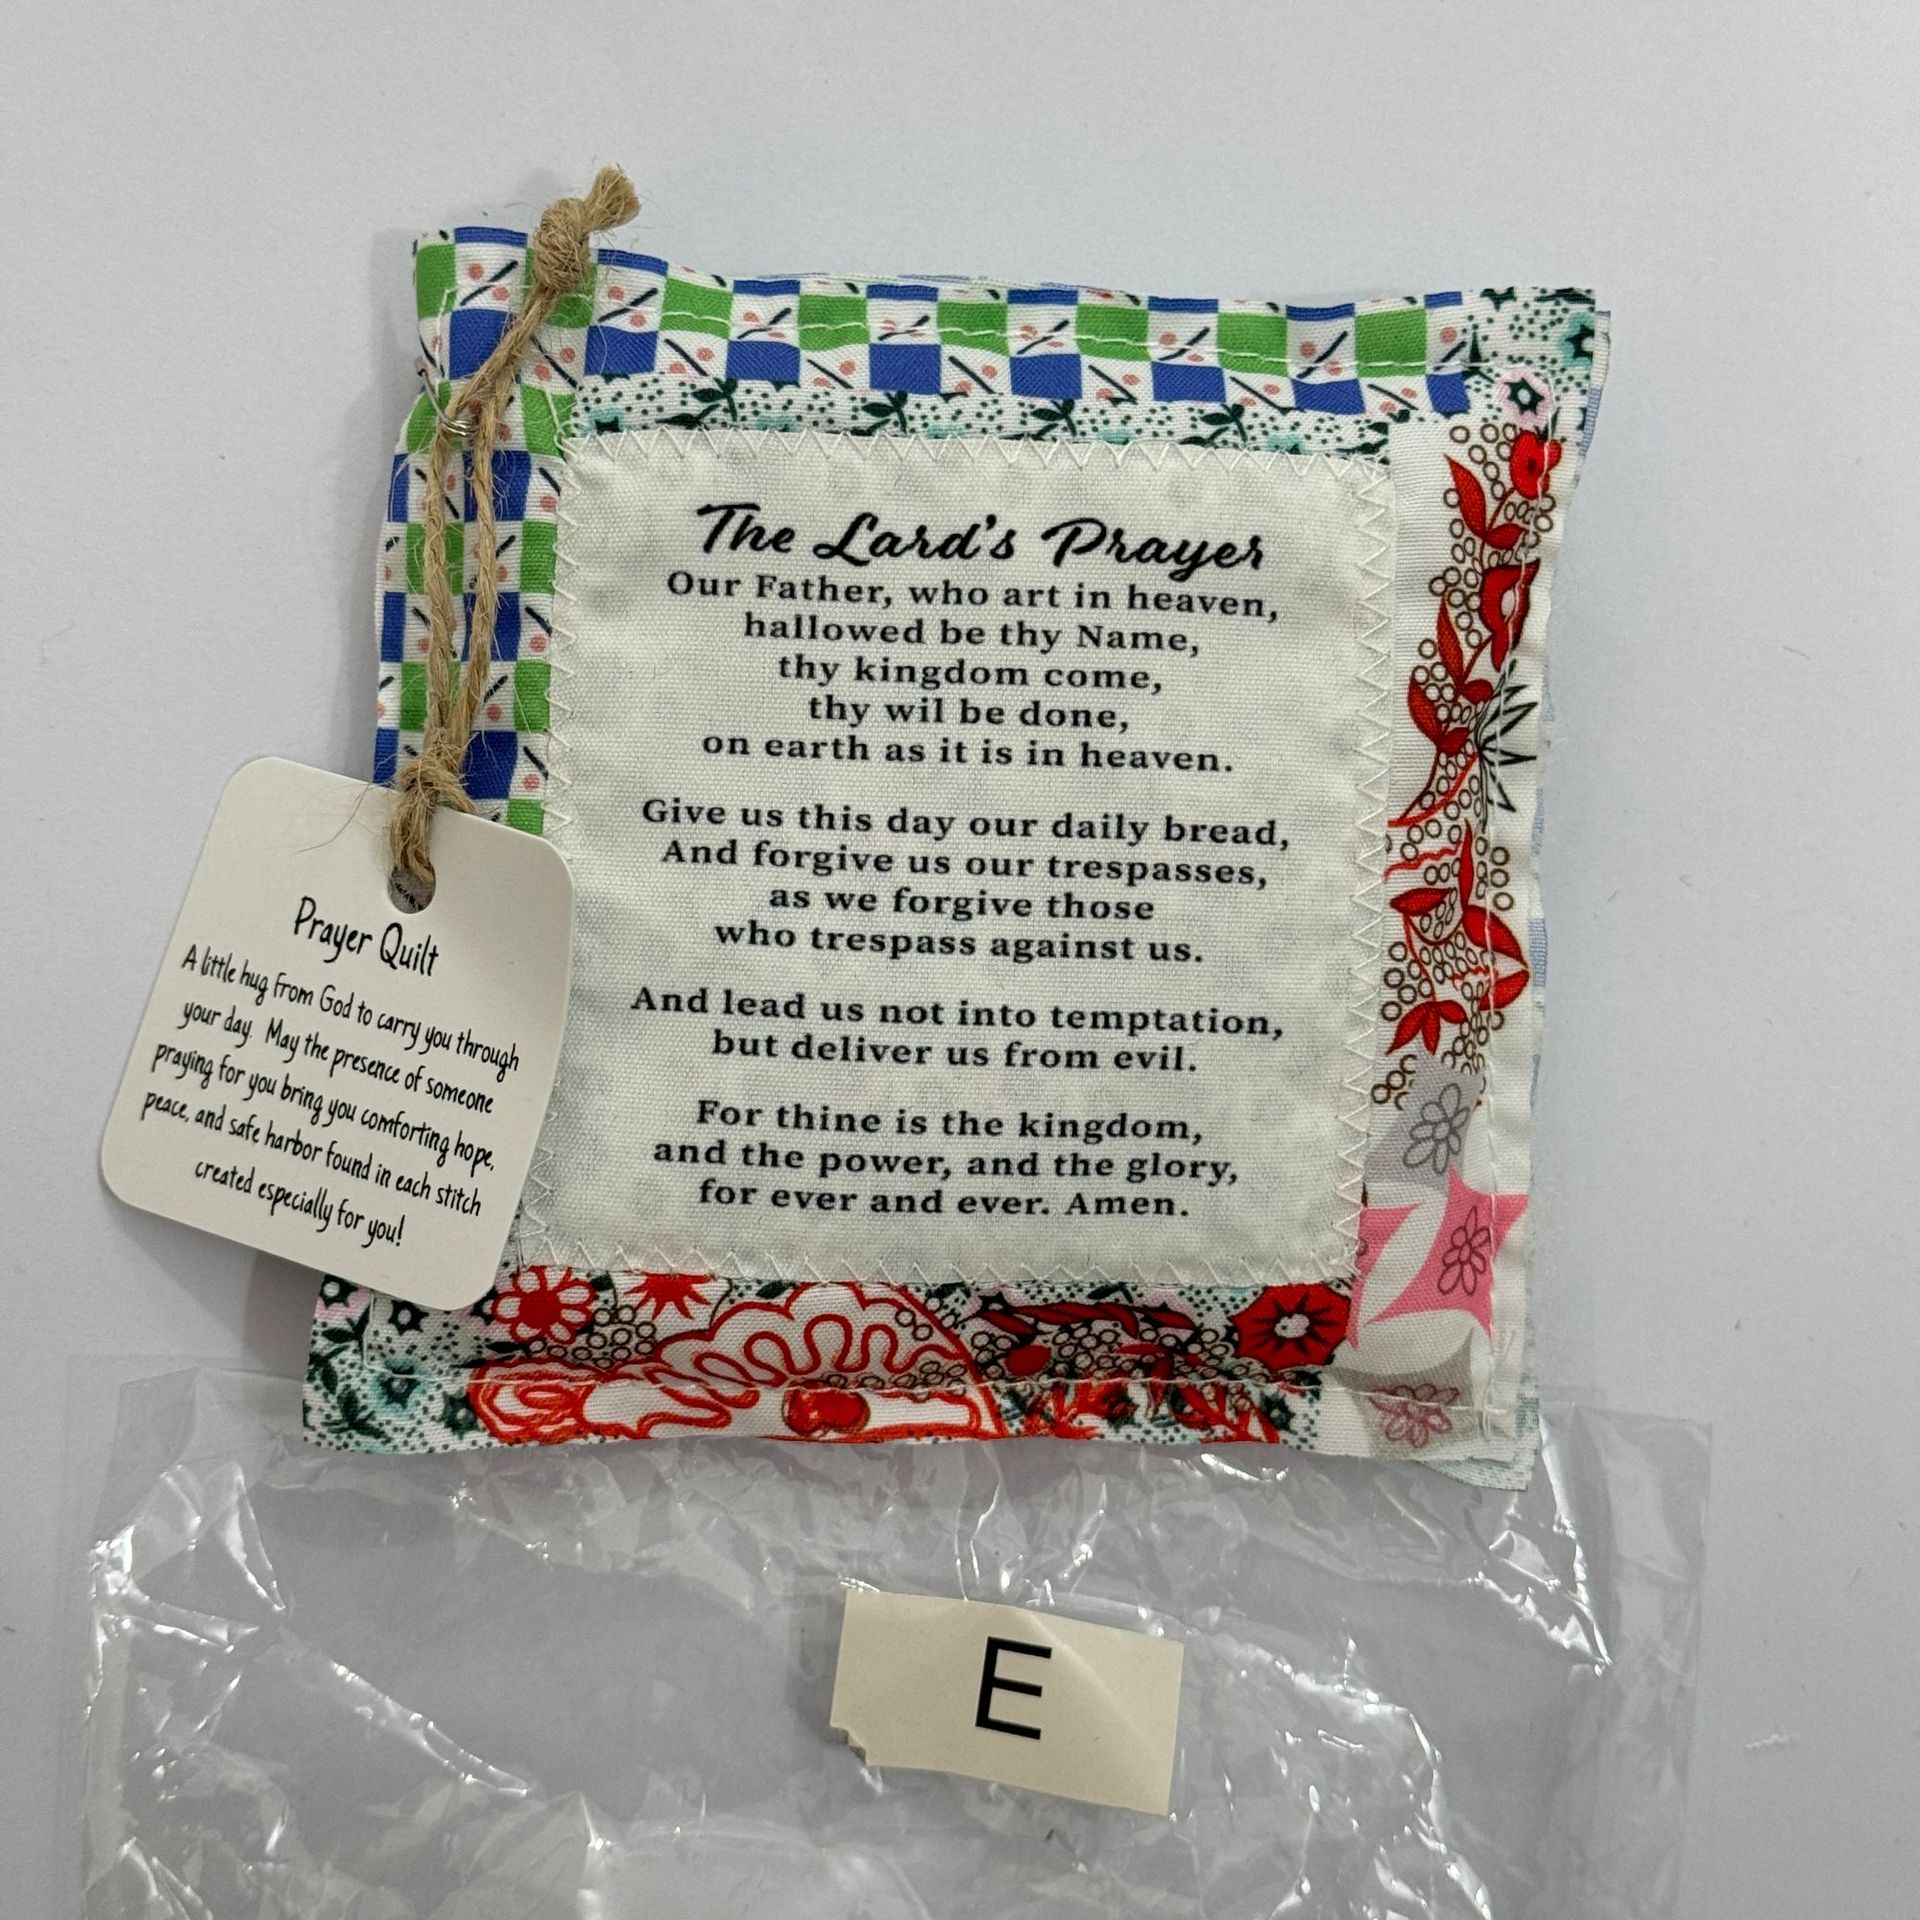 The Lard's Prayer
Our Father, who art in heaven,
hallowed be thy Name,
thy kingdom come,
thy wil be done,
on earth as it is in heaven.
Give us this day our daily bread,
And forgive us our trespasses,
as we forgive those
who trespass against us.
And lead us not into temptation,
but deliver us from evil.
For thine is the kingdom,
and the power, and the glory,
for ever and ever. Amen.
Prayer Quilt
A little hug from God to carry you through
your day. May the presence of someone
praying for you bring you comforting hope,
peace, and safe harbor found in each stitch
created especially for you!
E